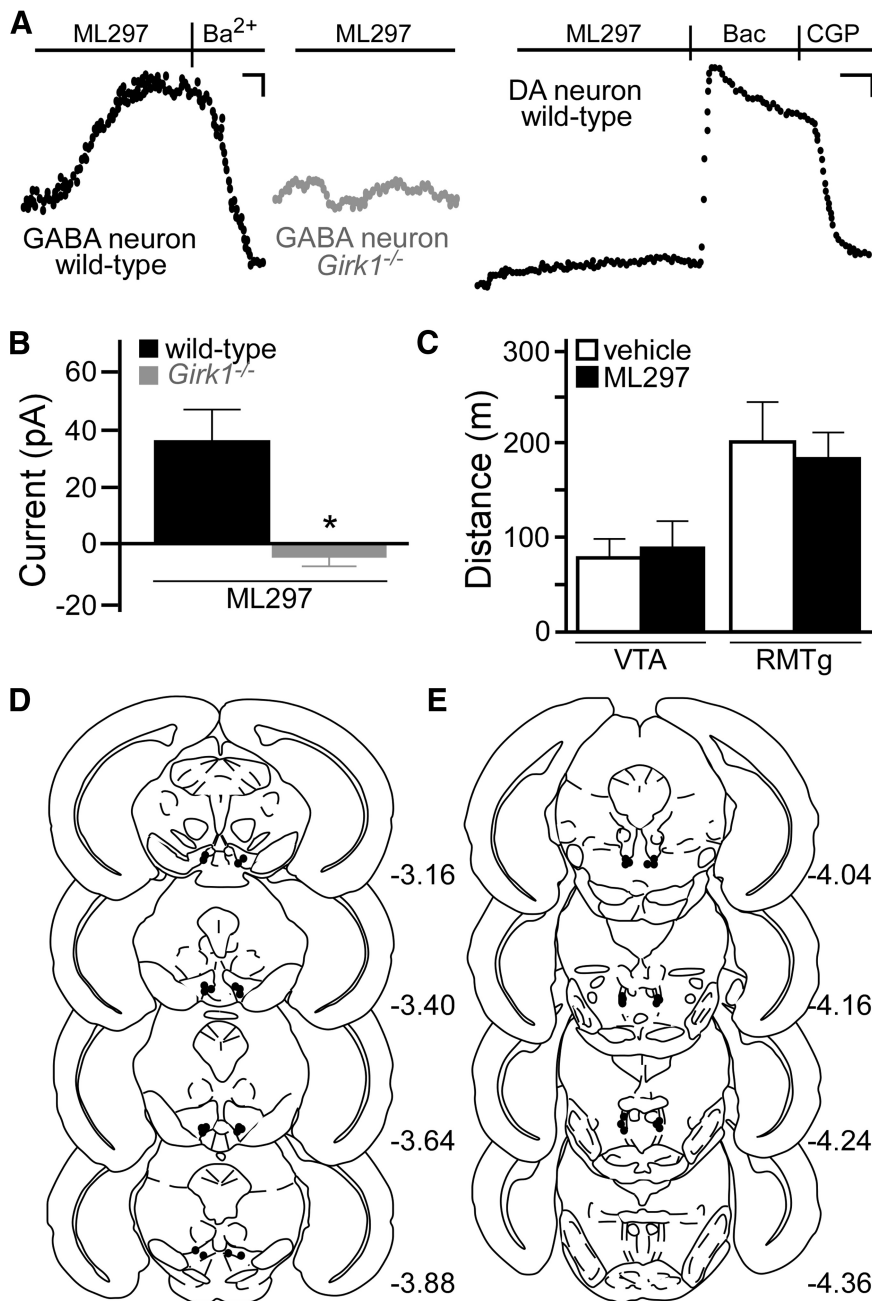 A
ML297 Ba²⁺ ML297 ML297 Bac CGP
GABA neuron
wild-type
GABA neuron
Girk1⁻/⁻
DA neuron
wild-type
B
wild-type
Girk1⁻/⁻
Current (pA)
60
40
20
0
-20
*
ML297
C
vehicle
ML297
Distance (m)
300
200
100
0
VTA RMTg
D
-3.16
-3.40
-3.64
-3.88
E
-4.04
-4.16
-4.24
-4.36